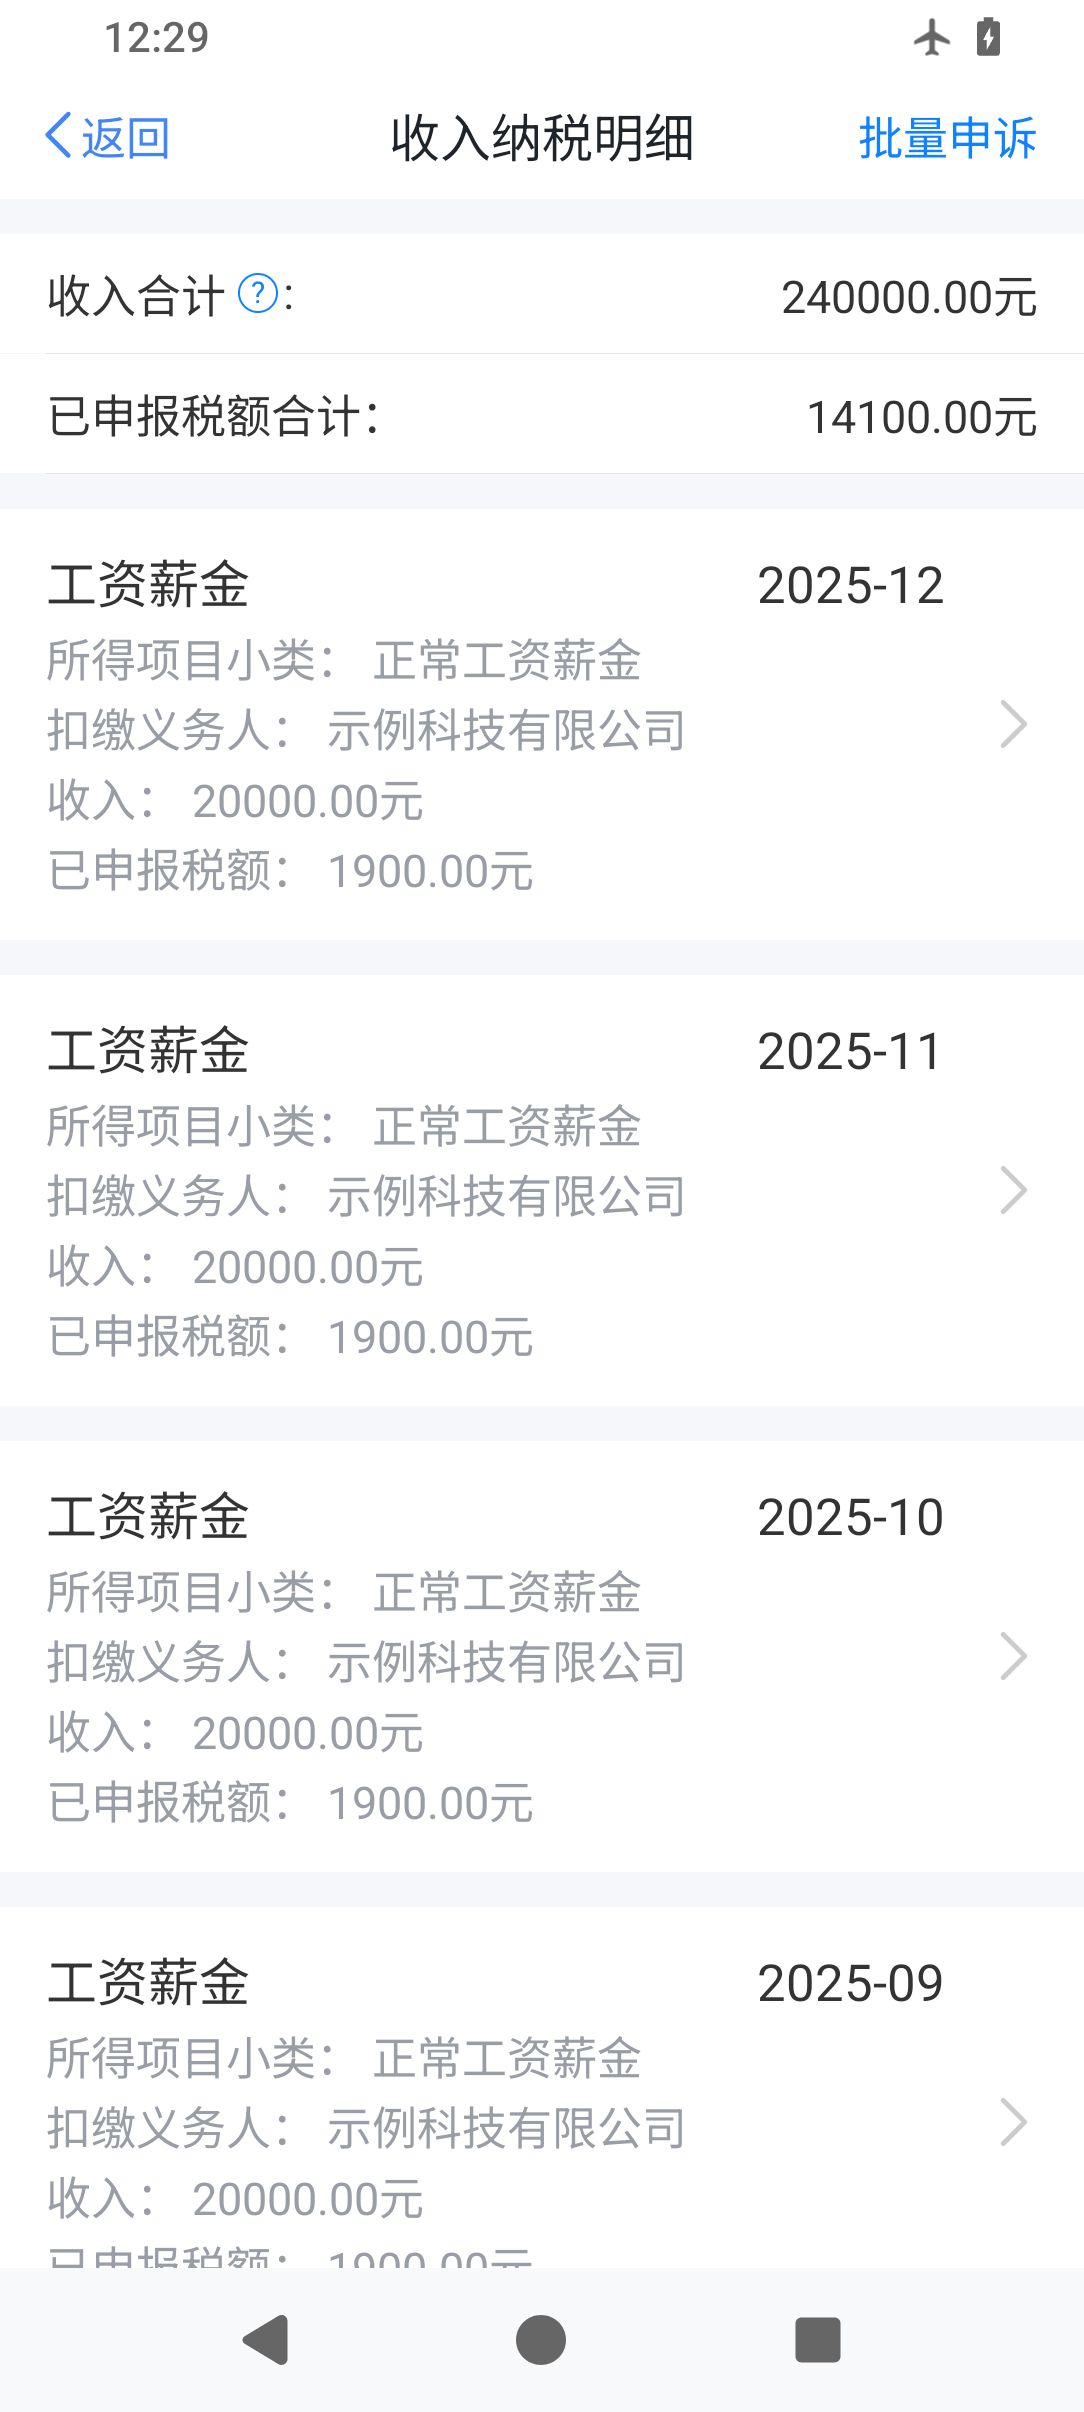 12:29
返回 收入纳税明细 批量申诉
收入合计 ?: 240000.00元
已申报税额合计： 14100.00元
工资薪金 2025-12
所得项目小类： 正常工资薪金
扣缴义务人： 示例科技有限公司
收入： 20000.00元
已申报税额： 1900.00元
工资薪金 2025-11
所得项目小类： 正常工资薪金
扣缴义务人： 示例科技有限公司
收入： 20000.00元
已申报税额： 1900.00元
工资薪金 2025-10
所得项目小类： 正常工资薪金
扣缴义务人： 示例科技有限公司
收入： 20000.00元
已申报税额： 1900.00元
工资薪金 2025-09
所得项目小类： 正常工资薪金
扣缴义务人： 示例科技有限公司
收入： 20000.00元
已申报税额： 1900.00元